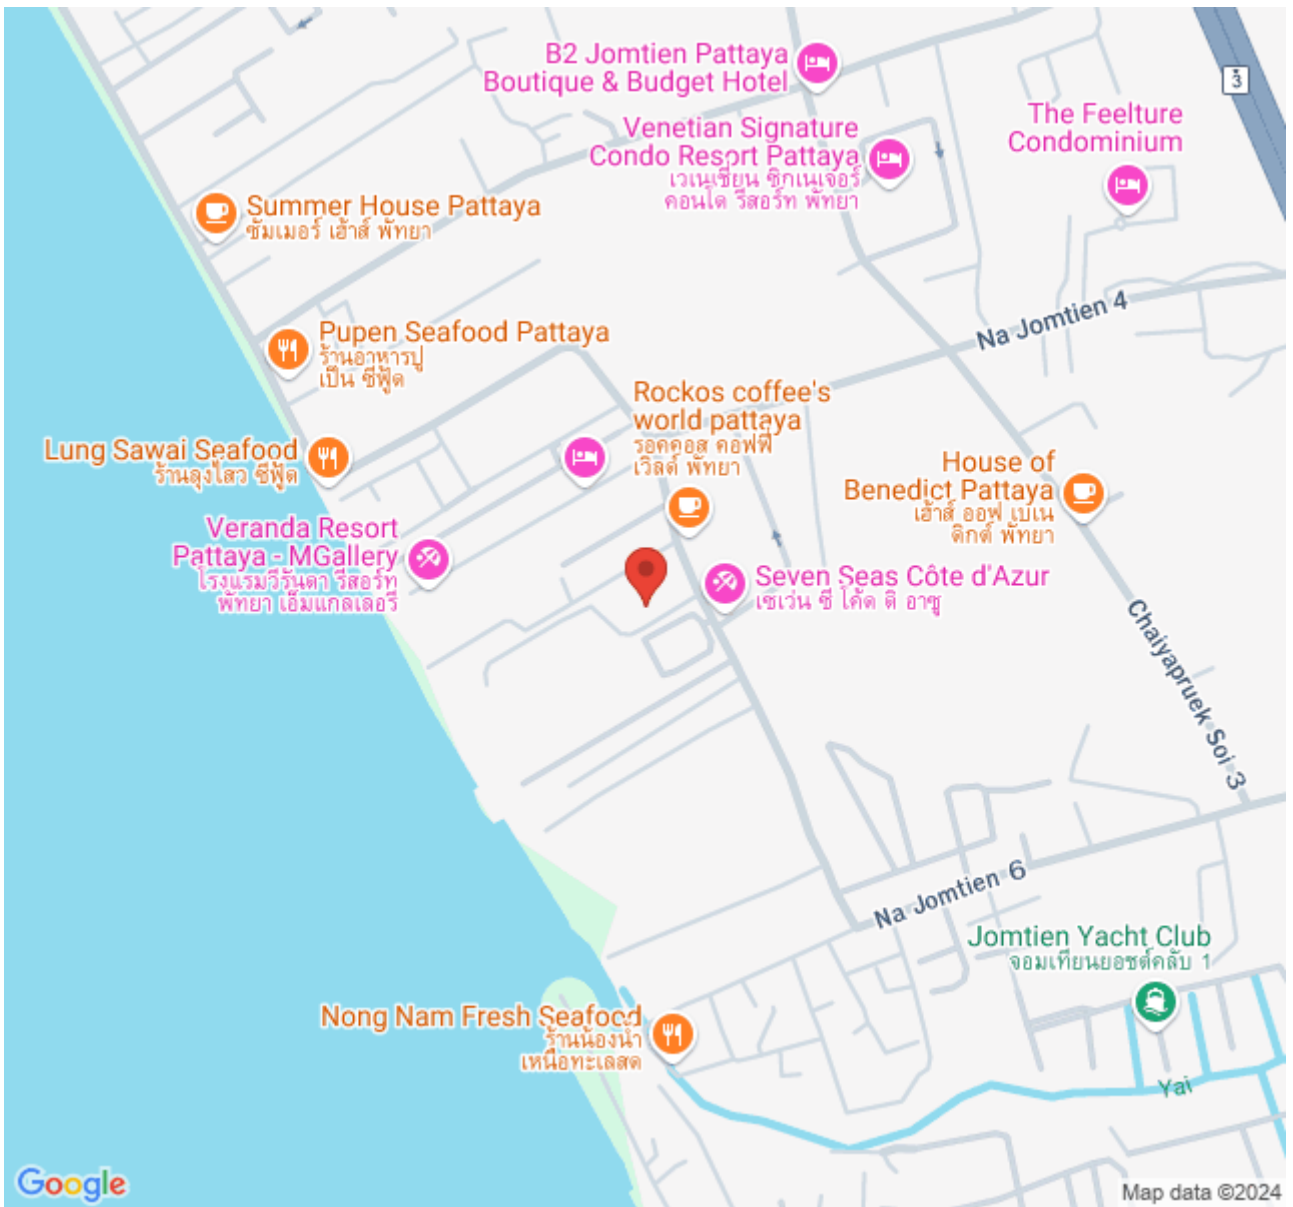 B2 Jomtien Pattaya
Boutique & Budget Hotel
3
The Feelture
Condominium
Venetian Signature
Condo Resort Pattaya
เวเนเชี่ยน ซิกเนเจอร์
คอนโด รีสอร์ท พัทยา
Summer House Pattaya
ซัมเมอร์ เฮ้าส์ พัทยา
Na Jomtien 4
Pupen Seafood Pattaya
ร้านอาหารปู
เป็น ซีฟู้ด
Rockos coffee's
world pattaya
รอคคอส คอฟฟี่
เวิลด์ พัทยา
Lung Sawai Seafood
ร้านลุงไสว ซีฟู้ด
House of
Benedict Pattaya
เฮ้าส์ ออฟ เบเน
ดิกต์ พัทยา
Veranda Resort
Pattaya - MGallery
โรงแรมวีรันดา รีสอร์ท
พัทยา เอ็มแกลเลอรี
Seven Seas Côte d'Azur
เซเว่น ซี โค้ด ดิ อาซู
Chaiyapruek Soi 3
Na Jomtien 6
Jomtien Yacht Club
จอมเทียนยอชต์คลับ 1
Nong Nam Fresh Seafood
ร้านน้องน้ำ
เหนือทะเลสด
Yai
Google
Map data ©2024